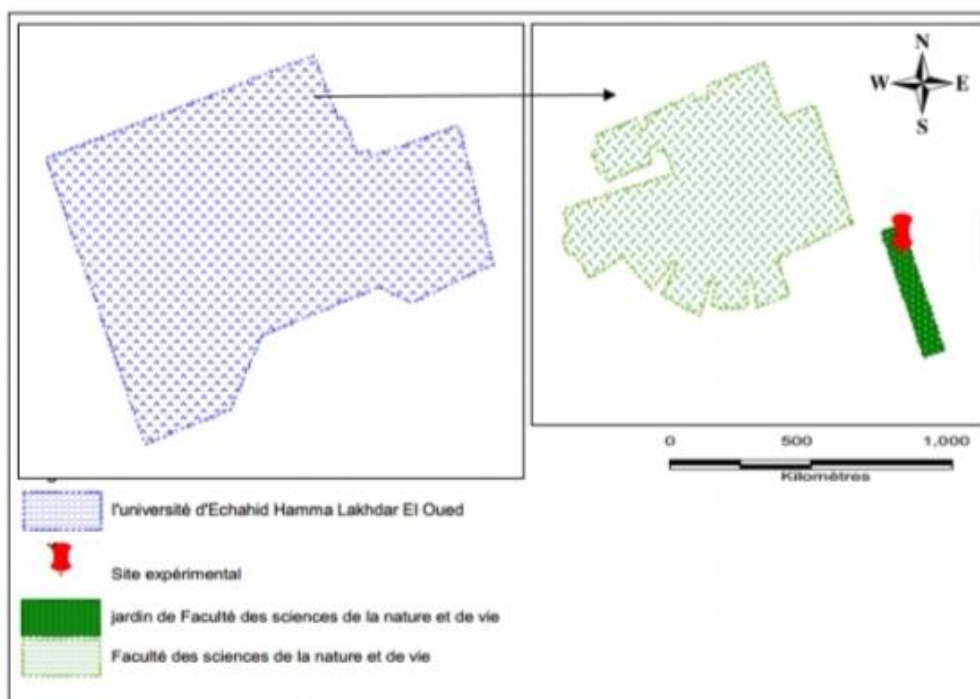 N
W E
S
0 500 1,000
Kilomètres
l'université d'Echahid Hamma Lakhdar El Oued
Site expérimental
jardin de Faculté des sciences de la nature et de vie
Faculté des sciences de la nature et de vie